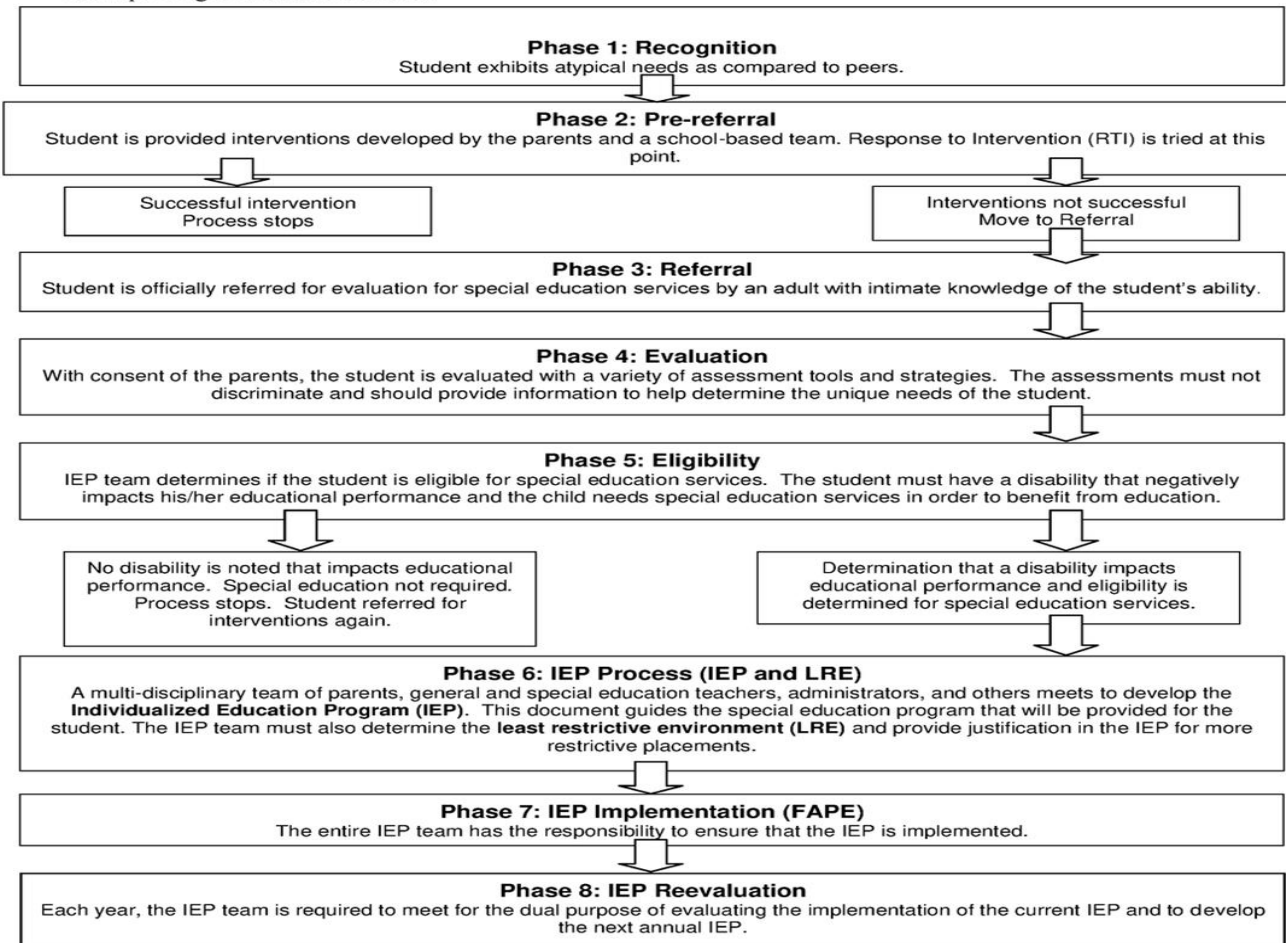 Phase 1: Recognition
Student exhibits atypical needs as compared to peers.
Phase 2: Pre-referral
Student is provided interventions developed by the parents and a school-based team. Response to Intervention (RTI) is tried at this
point.
Successful intervention
Process stops
Interventions not successful
Move to Referral
Phase 3: Referral
Student is officially referred for evaluation for special education services by an adult with intimate knowledge of the student's ability.
Phase 4: Evaluation
With consent of the parents, the student is evaluated with a variety of assessment tools and strategies. The assessments must not
discriminate and should provide information to help determine the unique needs of the student.
Phase 5: Eligibility
IEP team determines if the student is eligible for special education services. The student must have a disability that negatively
impacts his/her educational performance and the child needs special education services in order to benefit from education.
No disability is noted that impacts educational
performance. Special education not required.
Process stops. Student referred for
interventions again.
Determination that a disability impacts
educational performance and eligibility is
determined for special education services.
Phase 6: IEP Process (IEP and LRE)
A multi-disciplinary team of parents, general and special education teachers, administrators, and others meets to develop the
Individualized Education Program (IEP). This document guides the special education program that will be provided for the
student. The IEP team must also determine the least restrictive environment (LRE) and provide justification in the IEP for more
restrictive placements.
Phase 7: IEP Implementation (FAPE)
The entire IEP team has the responsibility to ensure that the IEP is implemented.
Phase 8: IEP Reevaluation
Each year, the IEP team is required to meet for the dual purpose of evaluating the implementation of the current IEP and to develop
the next annual IEP.